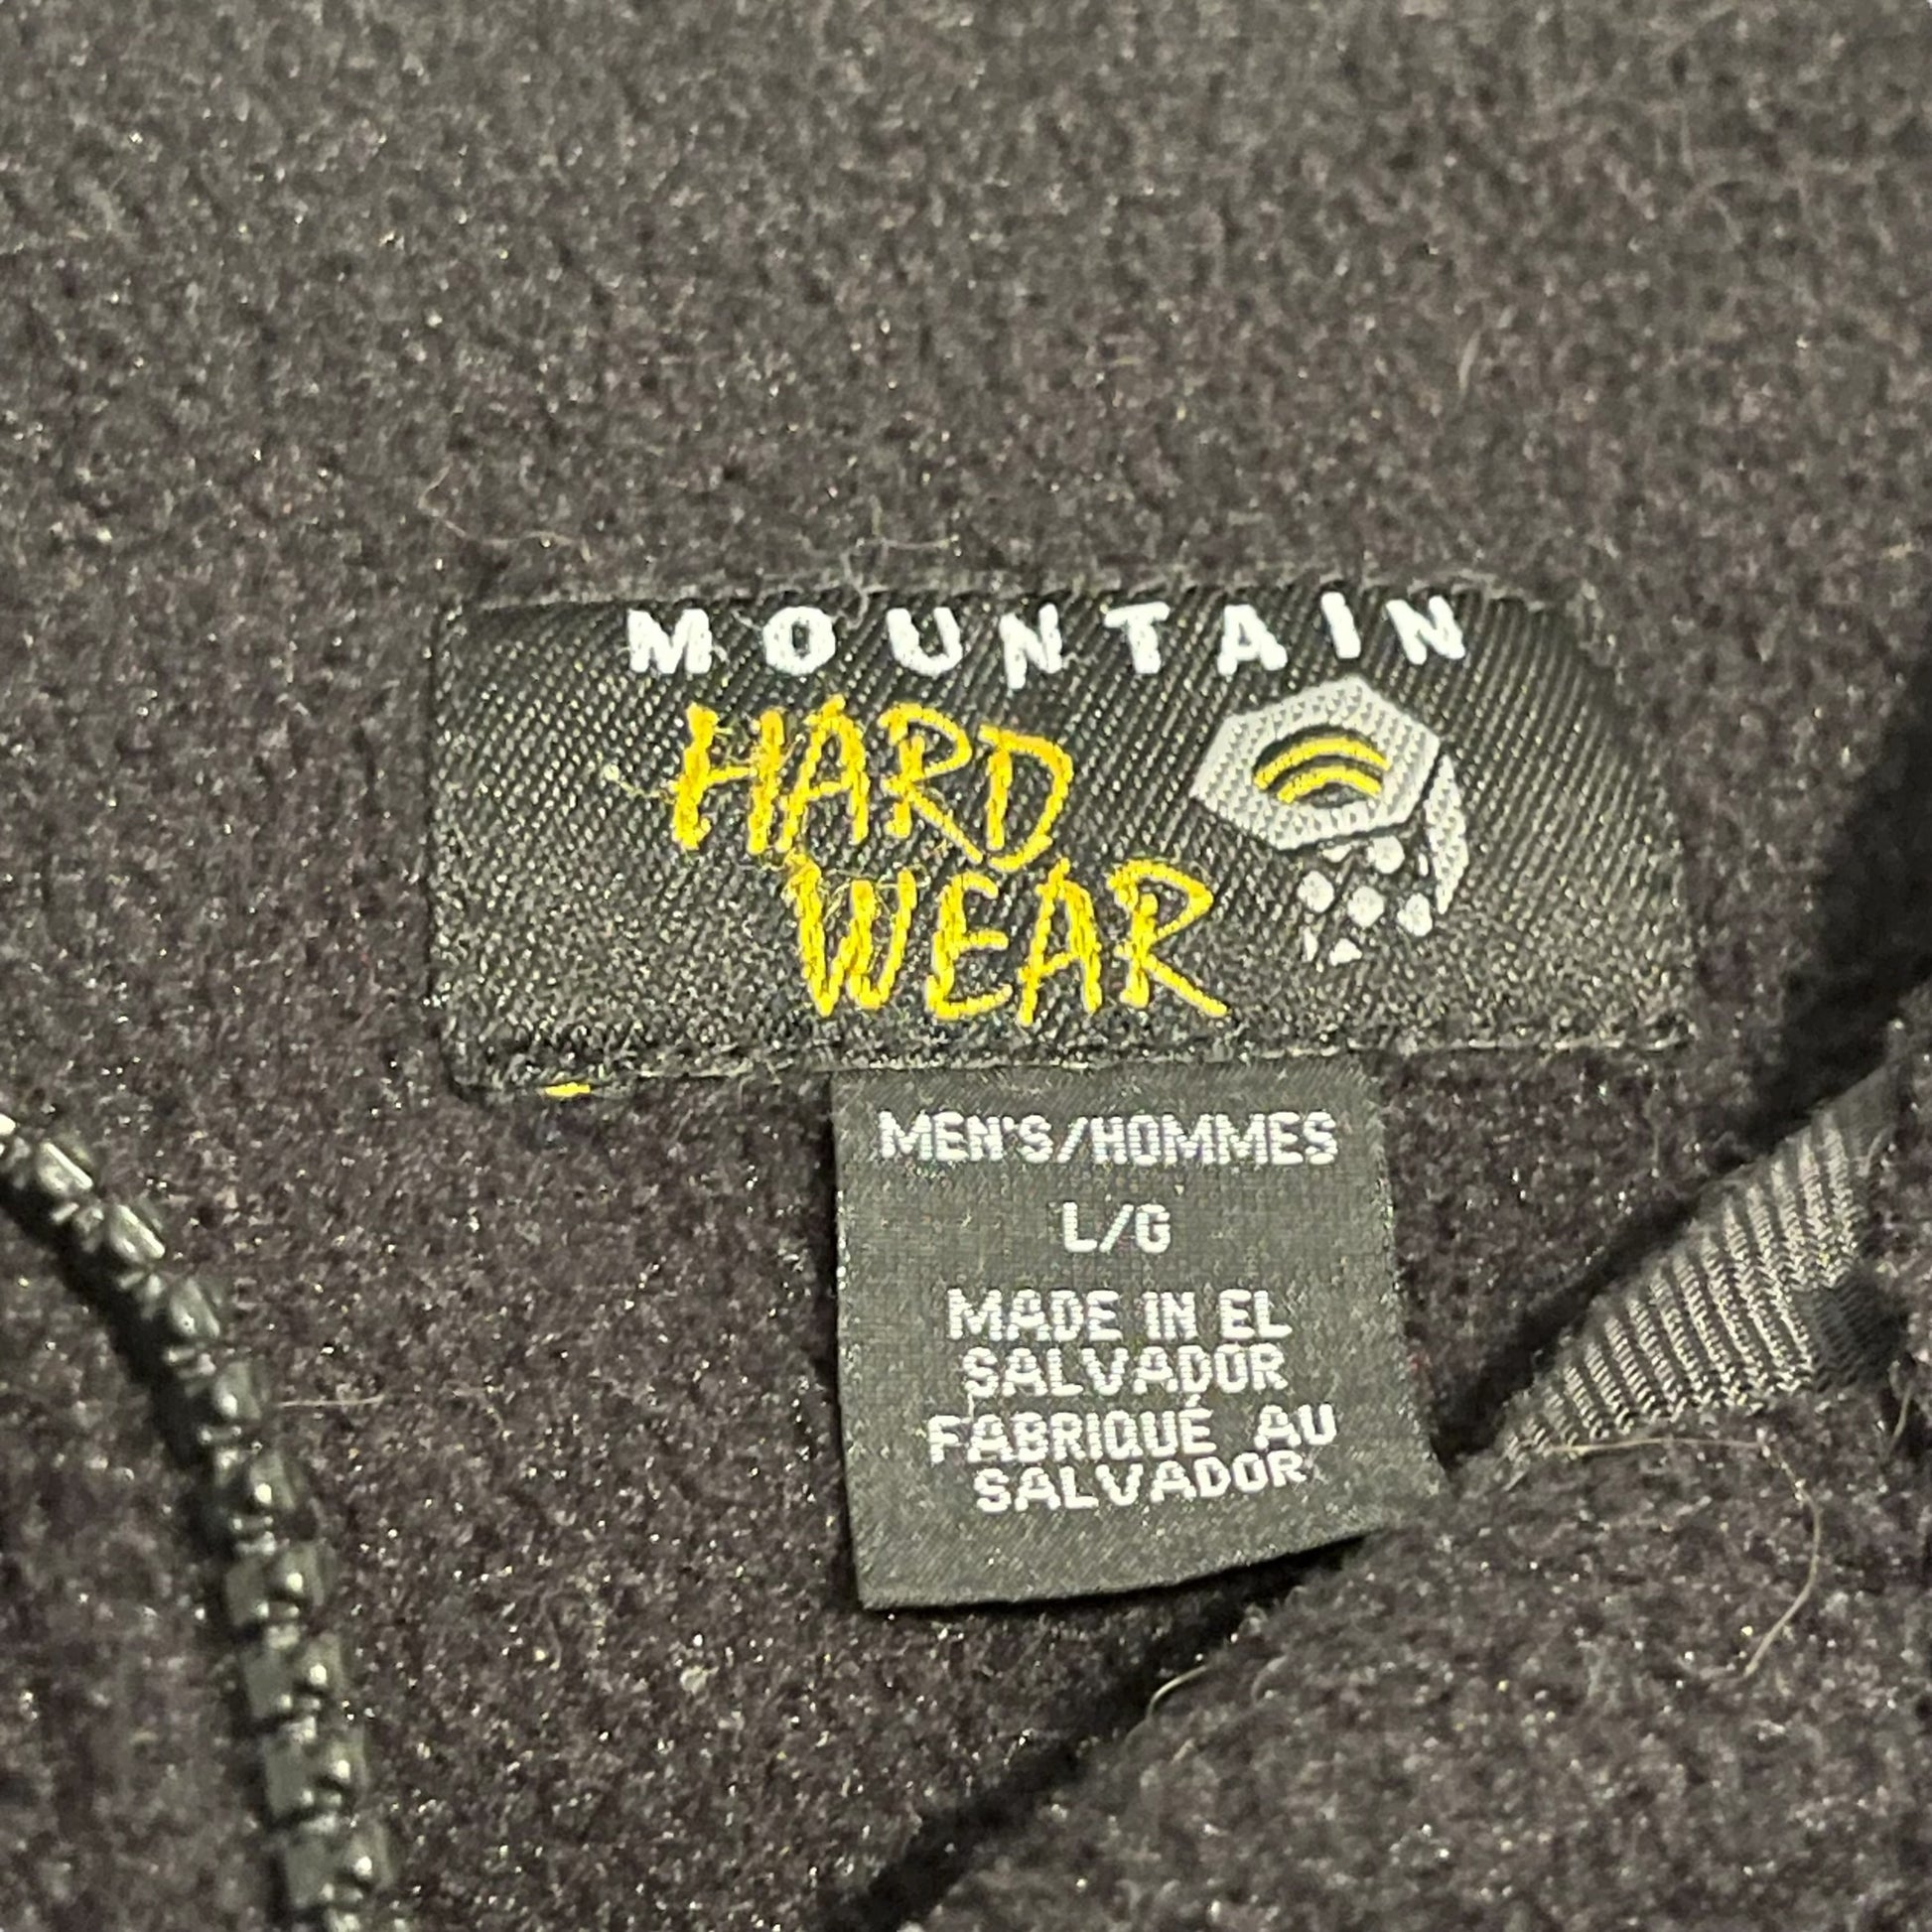 MOUNTAIN
HARD
WEAR
MEN'S/HOMMES
L/G
MADE IN EL
SALVADOR
FABRIQUÉ AU
SALVADOR